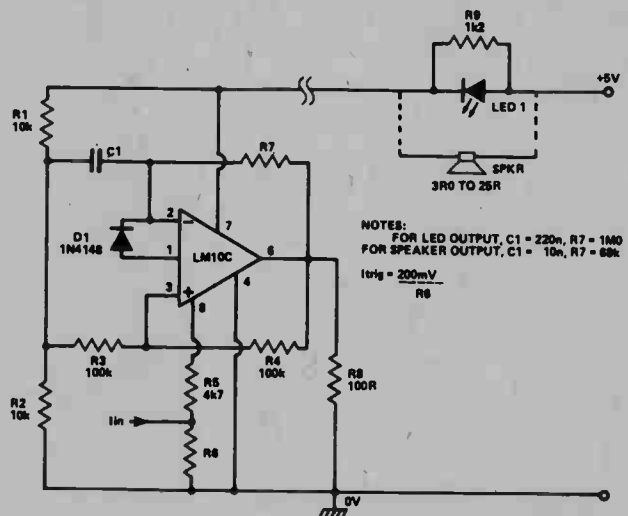 R9
1k2
+5V
LED 1
SPKR
3R0 TO 25R
R1
10k
C1
R7
D1
1N4148
2
7
1
LM10C
6
3
8
4
R3
100k
R4
100k
R5
4k7
R8
100R
R2
10k
Iin
R6
0V
NOTES:
FOR LED OUTPUT, C1 = 220n, R7 = 1M0
FOR SPEAKER OUTPUT, C1 = 10n, R7 = 68k
Itrig = 200mV
R6